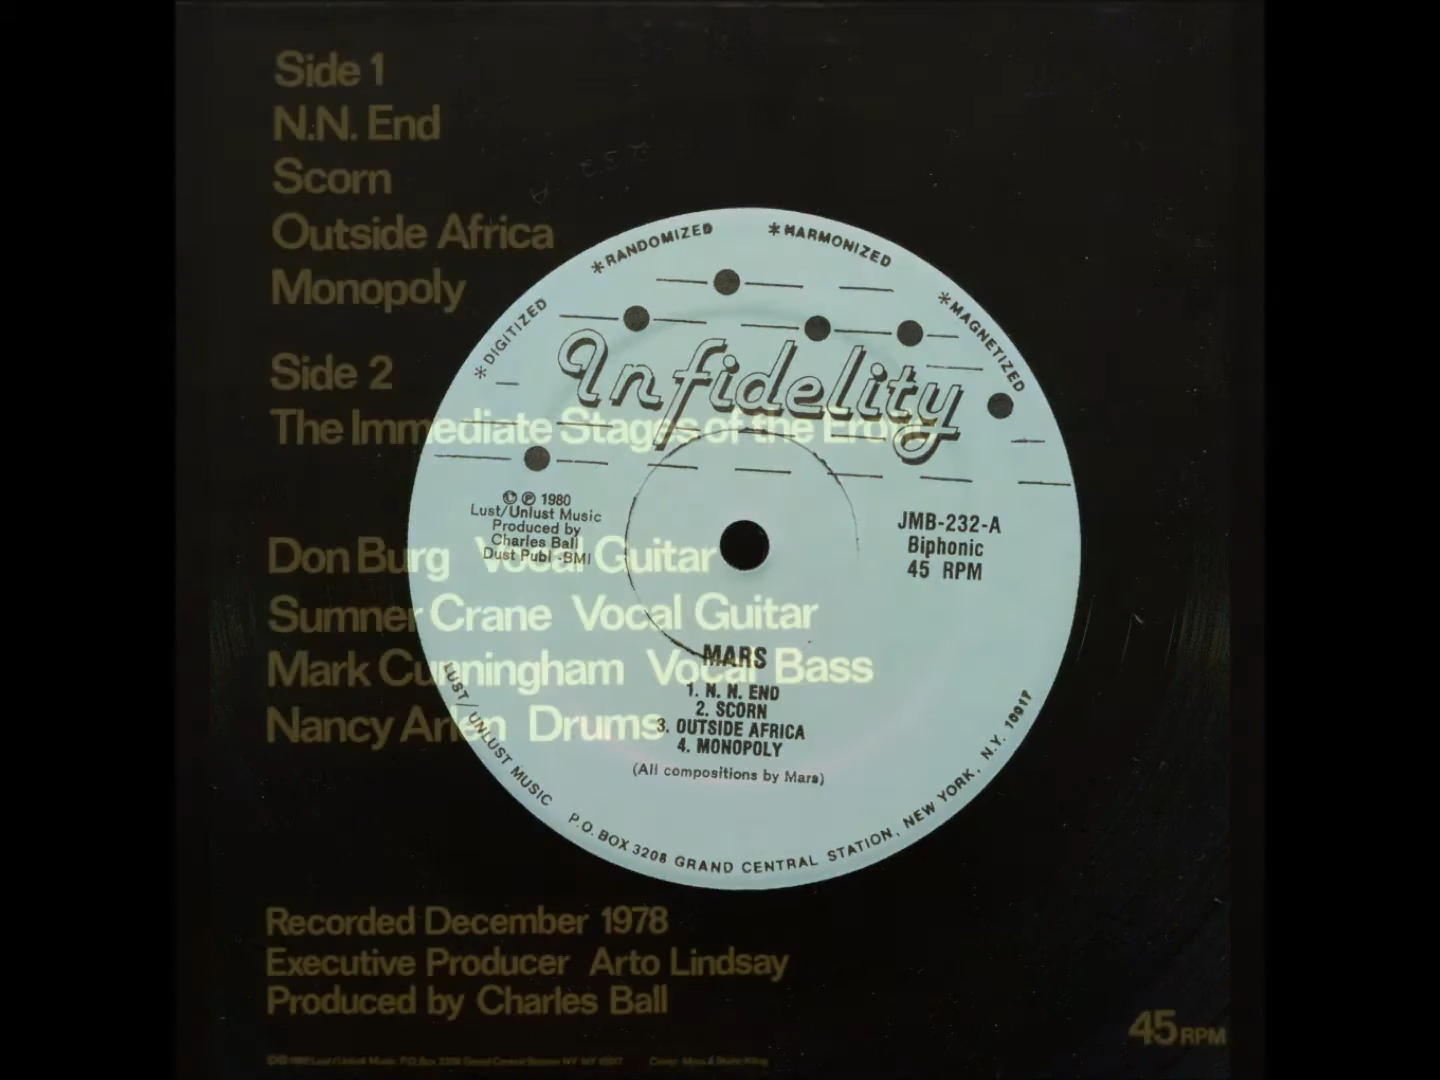 Side 1
N.N. End
Scorn
Outside Africa
Monopoly
Side 2
The Immediate Stages of the Erotic
Don Burg Vocal Guitar
Sumner Crane Vocal Guitar
Mark Cunningham Vocal Bass
Nancy Arlen Drums
Recorded December 1978
Executive Producer Arto Lindsay
Produced by Charles Ball
45 RPM
*DIGITIZED
*RANDOMIZED
*HARMONIZED
*MAGNETIZED
Infidelity
© ℗ 1980
Lust/Unlust Music
Produced by
Charles Ball
Dust Publ -BMI
JMB-232-A
Biphonic
45 RPM
MARS
1. N. N. END
2. SCORN
3. OUTSIDE AFRICA
4. MONOPOLY
(All compositions by Mars)
LUST/UNLUST MUSIC P.O. BOX 3208 GRAND CENTRAL STATION, NEW YORK, N.Y. 10017